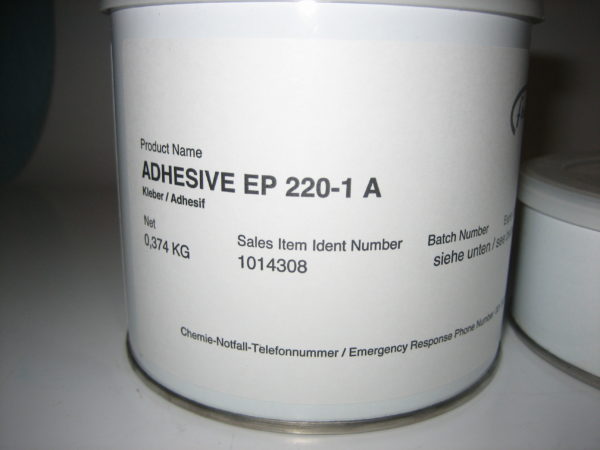 Product Name
ADHESIVE EP 220-1 A
Kleber / Adhesif
Net
0,374 KG
Sales Item Ident Number
1014308
Batch Number
siehe unten / see
Chemie-Notfall-Telefonnummer / Emergency Response Phone Number